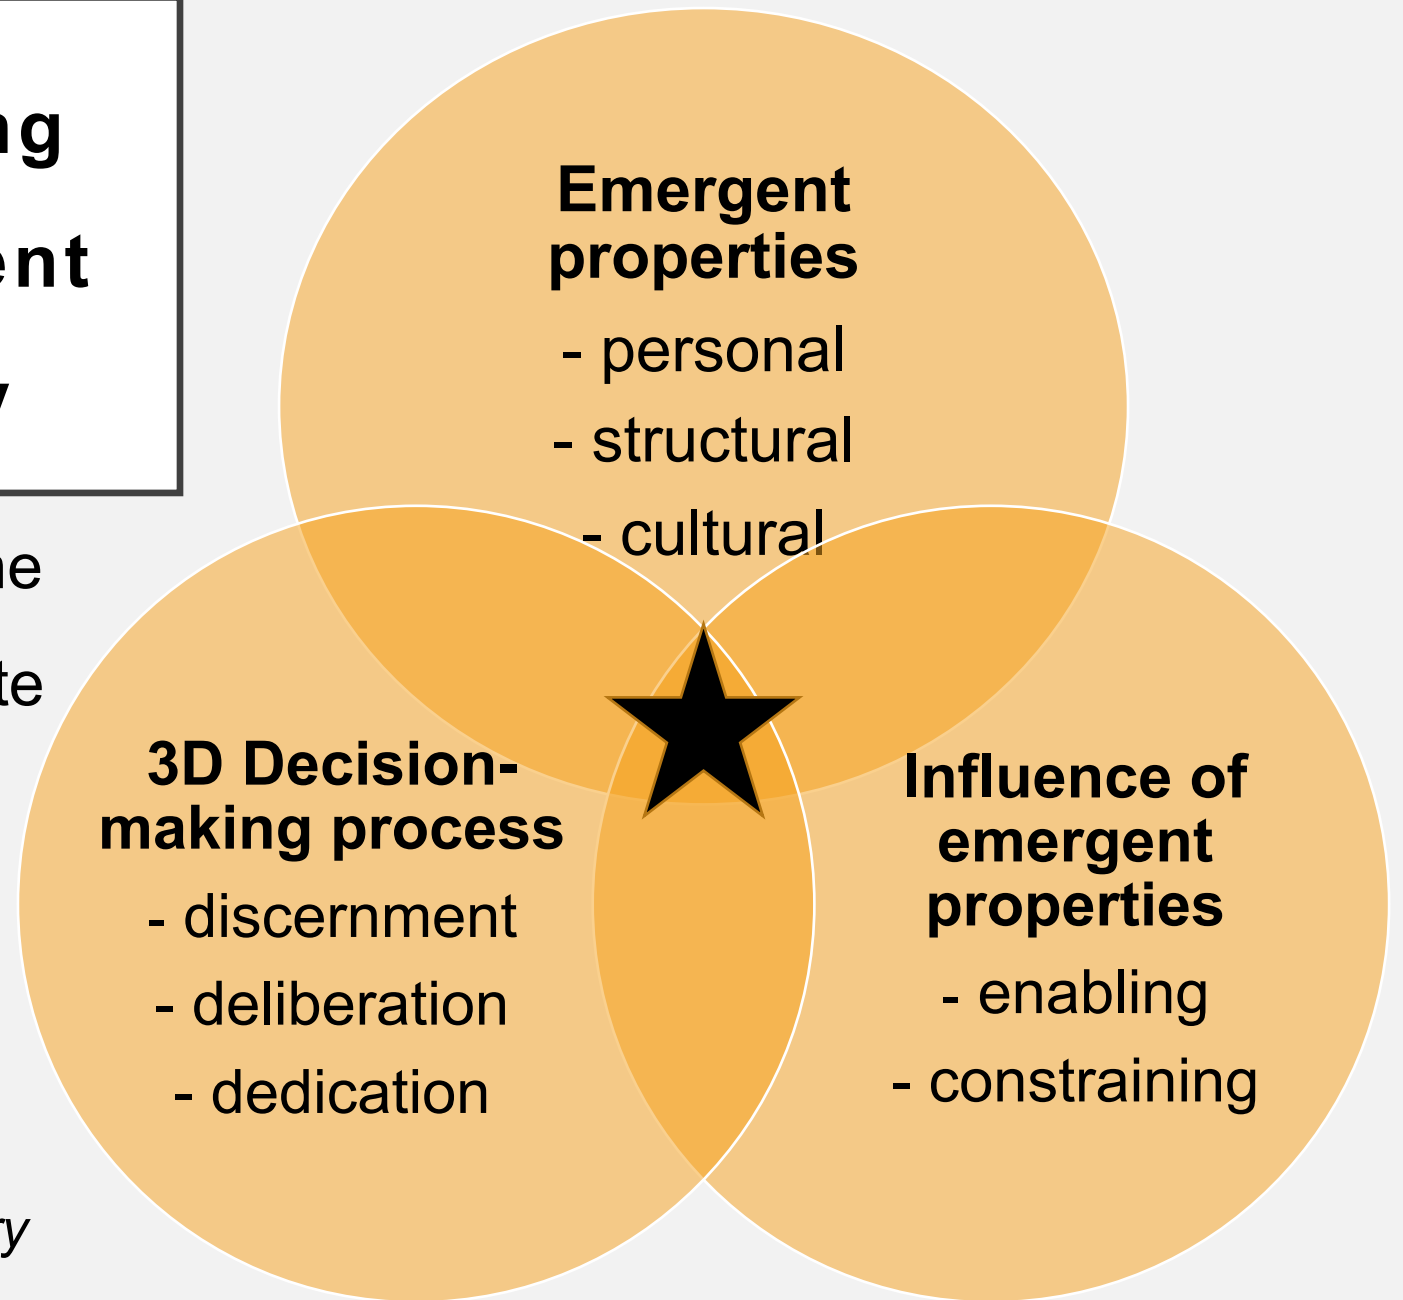 Emergent
properties
- personal
- structural
- cultural
3D Decision-
making process
- discernment
- deliberation
- dedication
Influence of
emergent
properties
- enabling
- constraining